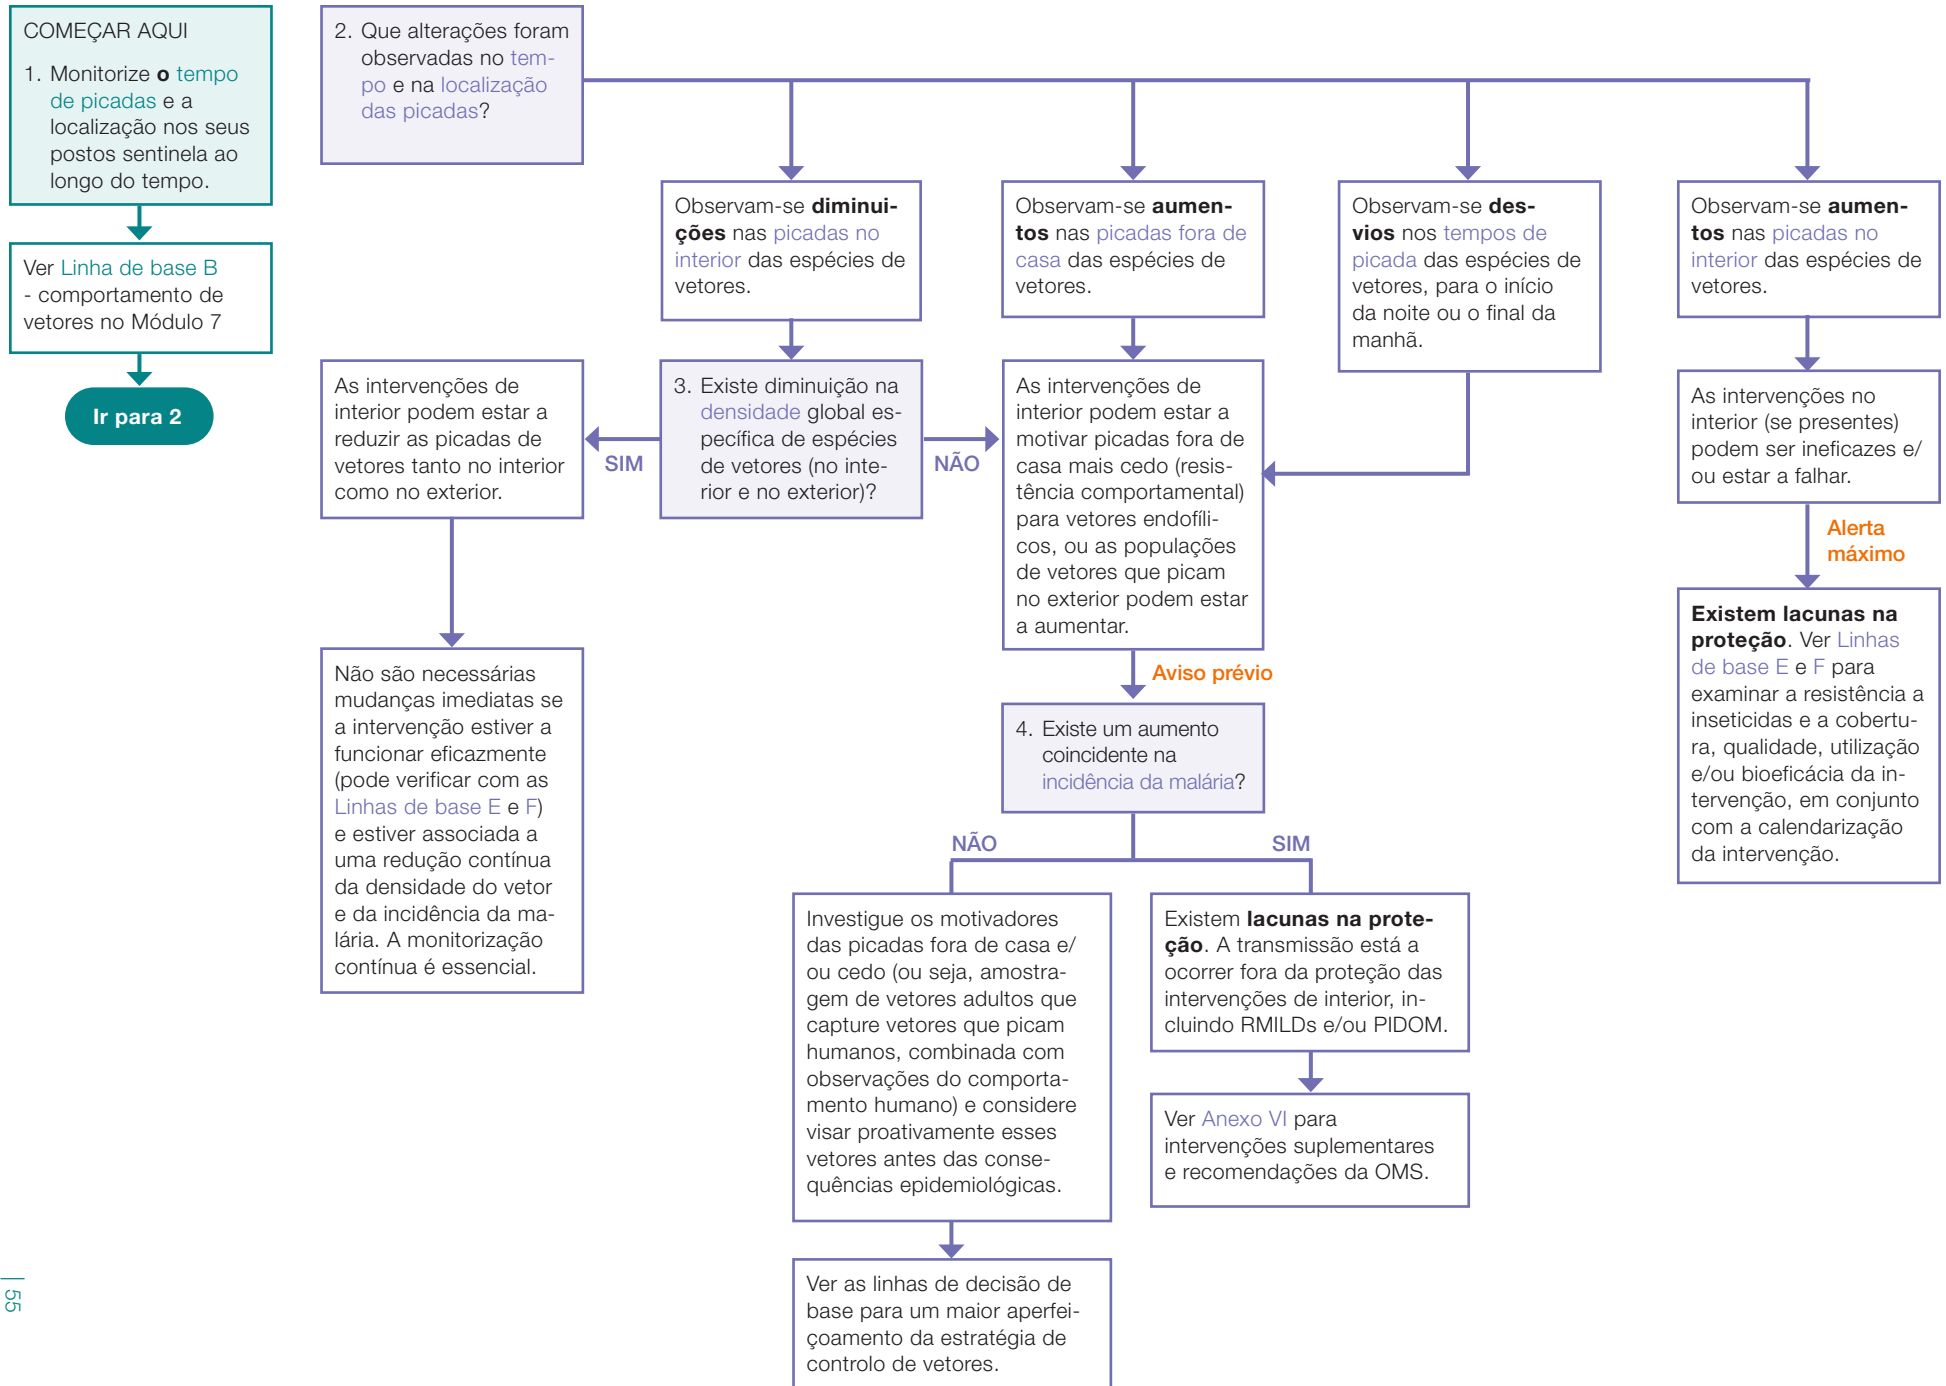 COMEÇAR AQUI
1. Monitorize o tempo
de picadas e a
localização nos seus
postos sentinela ao
longo do tempo.
Ver Linha de base B
- comportamento de
vetores no Módulo 7
Ir para 2
2. Que alterações foram
observadas no tem-
po e na localização
das picadas?
Observam-se diminui-
ções nas picadas no
interior das espécies de
vetores.
Observam-se aumen-
tos nas picadas fora de
casa das espécies de
vetores.
Observam-se des-
vios nos tempos de
picada das espécies de
vetores, para o início
da noite ou o final da
manhã.
Observam-se aumen-
tos nas picadas no
interior das espécies de
vetores.
As intervenções de
interior podem estar a
reduzir as picadas de
vetores tanto no interior
como no exterior.
SIM
3. Existe diminuição na
densidade global es-
pecífica de espécies
de vetores (no inte-
rior e no exterior)?
NÃO
As intervenções de
interior podem estar a
motivar picadas fora de
casa mais cedo (resis-
tência comportamental)
para vetores endofíli-
cos, ou as populações
de vetores que picam
no exterior podem estar
a aumentar.
As intervenções no
interior (se presentes)
podem ser ineficazes e/
ou estar a falhar.
Alerta
máximo
Existem lacunas na
proteção. Ver Linhas
de base E e F para
examinar a resistência a
inseticidas e a cobertu-
ra, qualidade, utilização
e/ou bioeficácia da in-
tervenção, em conjunto
com a calendarização
da intervenção.
Não são necessárias
mudanças imediatas se
a intervenção estiver a
funcionar eficazmente
(pode verificar com as
Linhas de base E e F)
e estiver associada a
uma redução contínua
da densidade do vetor
e da incidência da ma-
lária. A monitorização
contínua é essencial.
Aviso prévio
4. Existe um aumento
coincidente na
incidência da malária?
NÃO
SIM
Investigue os motivadores
das picadas fora de casa e/
ou cedo (ou seja, amostra-
gem de vetores adultos que
capture vetores que picam
humanos, combinada com
observações do comporta-
mento humano) e considere
visar proativamente esses
vetores antes das conse-
quências epidemiológicas.
Existem lacunas na prote-
ção. A transmissão está a
ocorrer fora da proteção das
intervenções de interior, in-
cluindo RMILDs e/ou PIDOM.
Ver Anexo VI para
intervenções suplementares
e recomendações da OMS.
Ver as linhas de decisão de
base para um maior aperfei-
çoamento da estratégia de
controlo de vetores.
| 55